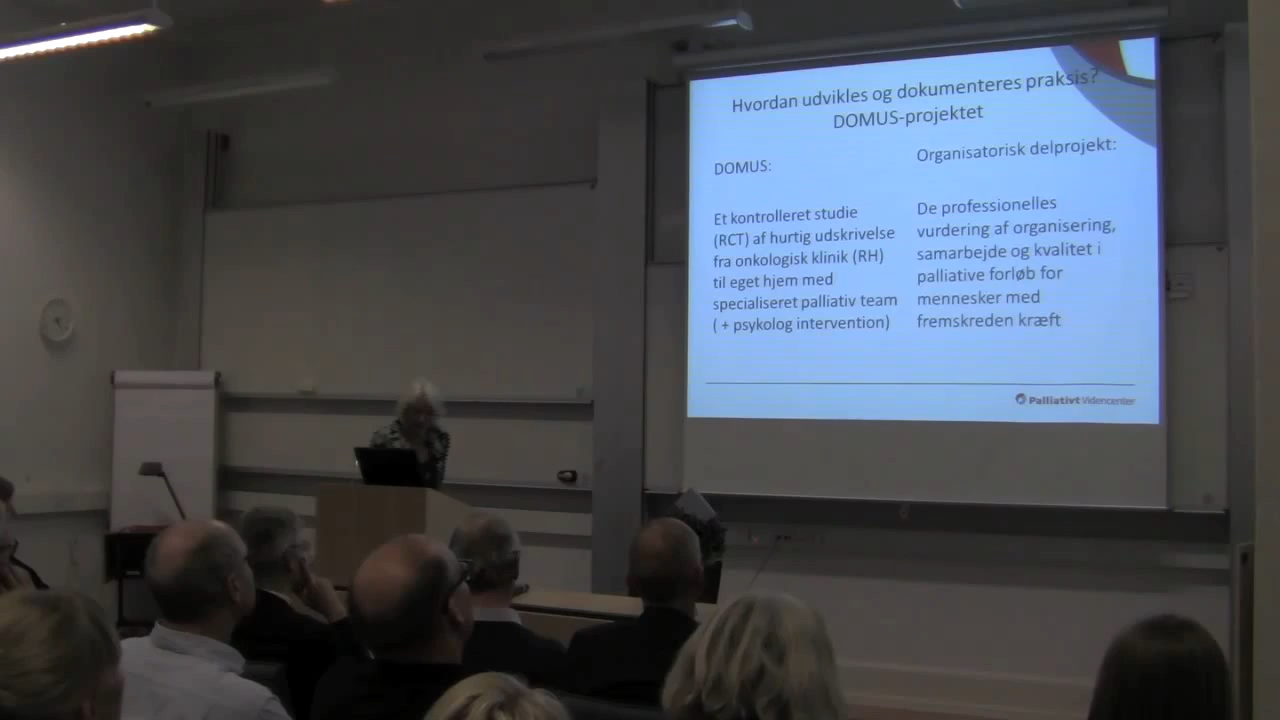 Hvordan udvikles og dokumenteres praksis?
DOMUS-projektet
DOMUS:
Et kontrolleret studie
(RCT) af hurtig udskrivelse
fra onkologisk klinik (RH)
til eget hjem med
specialiseret palliativ team
( + psykolog intervention)
Organisatorisk delprojekt:
De professionelles
vurdering af organisering,
samarbejde og kvalitet i
palliative forløb for
mennesker med
fremskreden kræft
Palliativt Videncenter